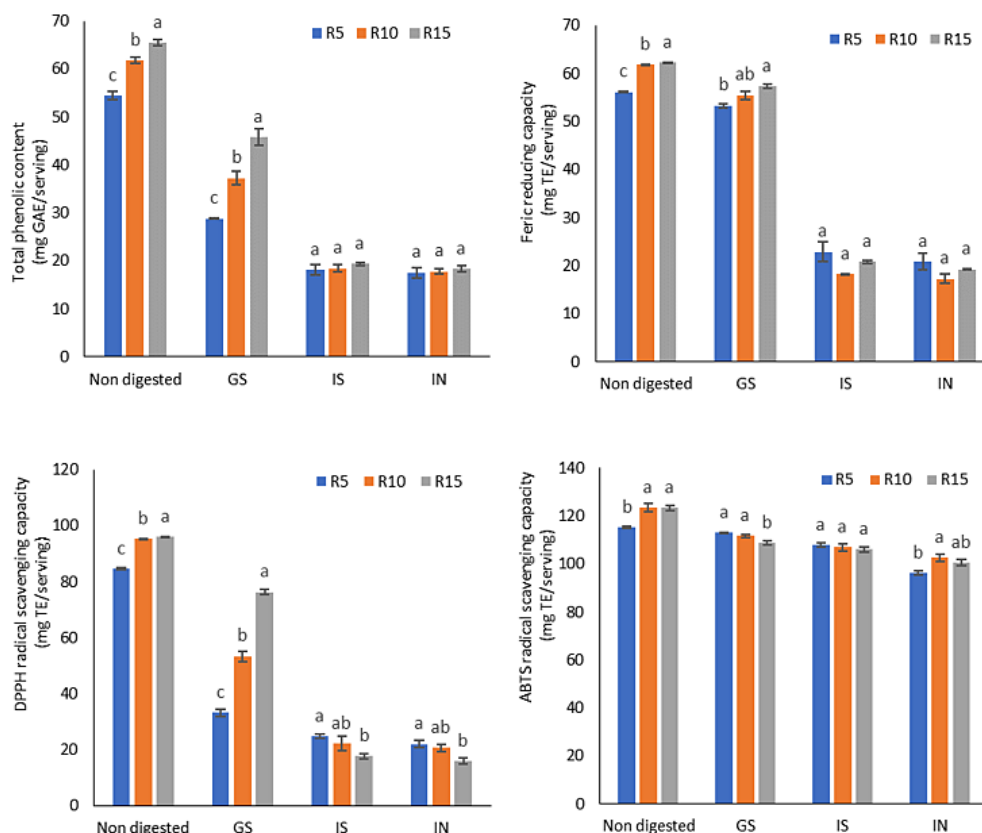 Total phenolic content
(mg GAE/serving)
70
60
50
40
30
20
10
0
R5 R10 R15
c b a
c b a
a a a
a a a
Non digested GS IS IN
Feric reducing capacity
(mg TE/serving)
70
60
50
40
30
20
10
0
R5 R10 R15
c b a
b ab a
a a a
a a a
Non digested GS IS IN
DPPH radical scavenging capacity
(mg TE/serving)
120
100
80
60
40
20
0
R5 R10 R15
c b a
c b a
a ab b
a ab b
Non digested GS IS IN
ABTS radical scavenging capacity
(mg TE/serving)
140
120
100
80
60
40
20
0
R5 R10 R15
b a a
a a b
a a a
b a ab
Non digested GS IS IN